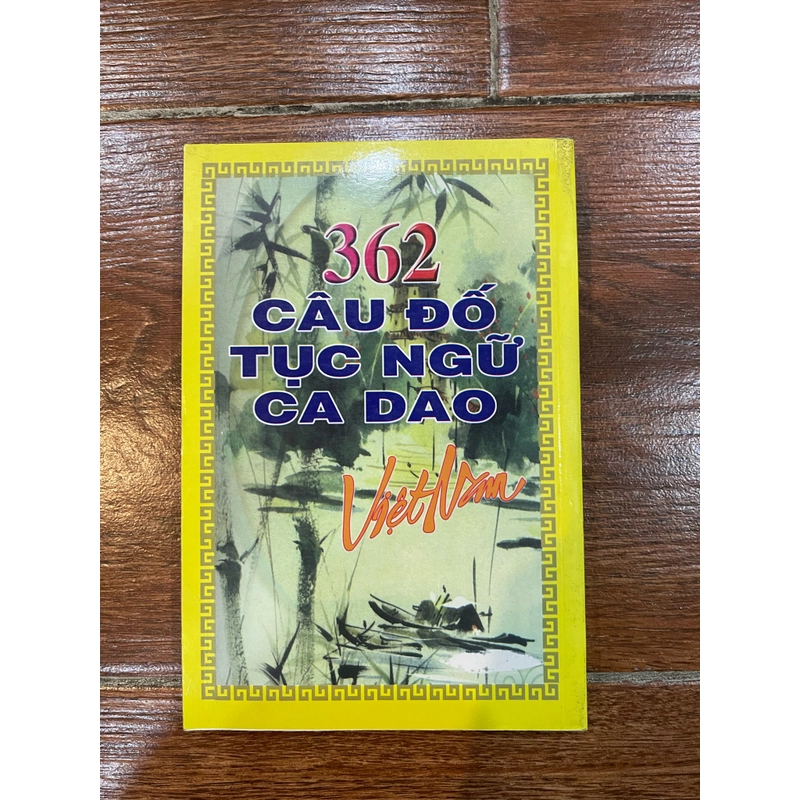 362
CÂU ĐỐ
TỤC NGỮ
CA DAO
Việt Nam